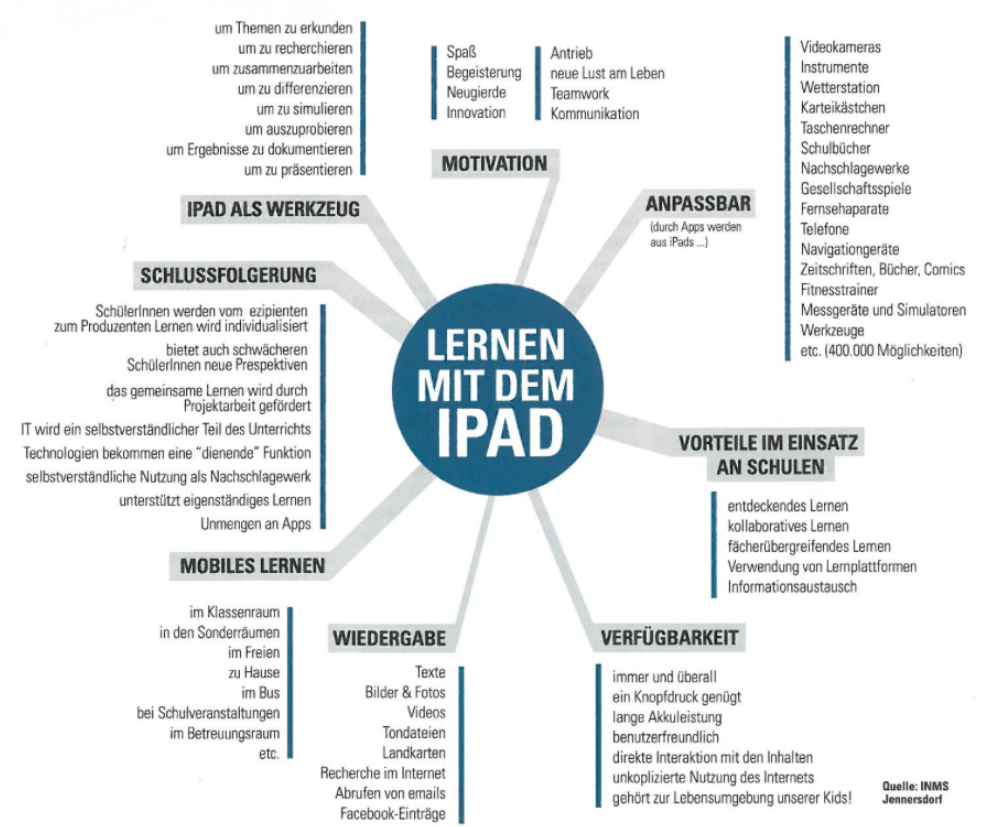 um Themen zu erkunden
um zu recherchieren
um zusammenzuarbeiten
um zu differenzieren
um zu simulieren
um auszuprobieren
um Ergebnisse zu dokumentieren
um zu präsentieren
IPAD ALS WERKZEUG
Spaß
Begeisterung
Neugierde
Innovation
Antrieb
neue Lust am Leben
Teamwork
Kommunikation
MOTIVATION
Videokameras
Instrumente
Wetterstation
Karteikästchen
Taschenrechner
Schulbücher
Nachschlagewerke
Gesellschaftsspiele
Fernsehaparate
Telefone
Navigationgeräte
Zeitschriften, Bücher, Comics
Fitnesstrainer
Messgeräte und Simulatoren
Werkzeuge
etc. (400.000 Möglichkeiten)
ANPASSBAR
(durch Apps werden
aus iPads ...)
SCHLUSSFOLGERUNG
SchülerInnen werden vom ezipienten
zum Produzenten Lernen wird individualisiert
bietet auch schwächeren
SchülerInnen neue Prespektiven
das gemeinsame Lernen wird durch
Projektarbeit gefördert
IT wird ein selbstverständlicher Teil des Unterrichts
Technologien bekommen eine "dienende" Funktion
selbstverständliche Nutzung als Nachschlagewerk
unterstützt eigenständiges Lernen
Unmengen an Apps
LERNEN
MIT DEM
IPAD
VORTEILE IM EINSATZ
AN SCHULEN
entdeckendes Lernen
kollaboratives Lernen
fächerübergreifendes Lernen
Verwendung von Lernplattformen
Informationsaustausch
MOBILES LERNEN
im Klassenraum
in den Sonderräumen
im Freien
zu Hause
im Bus
bei Schulveranstaltungen
im Betreuungsraum
etc.
WIEDERGABE
Texte
Bilder & Fotos
Videos
Tondateien
Landkarten
Recherche im Internet
Abrufen von emails
Facebook-Einträge
VERFÜGBARKEIT
immer und überall
ein Knopfdruck genügt
lange Akkuleistung
benutzerfreundlich
direkte Interaktion mit den Inhalten
unkoplizierte Nutzung des Internets
gehört zur Lebensumgebung unserer Kids!
Quelle: INMS
Jennersdorf